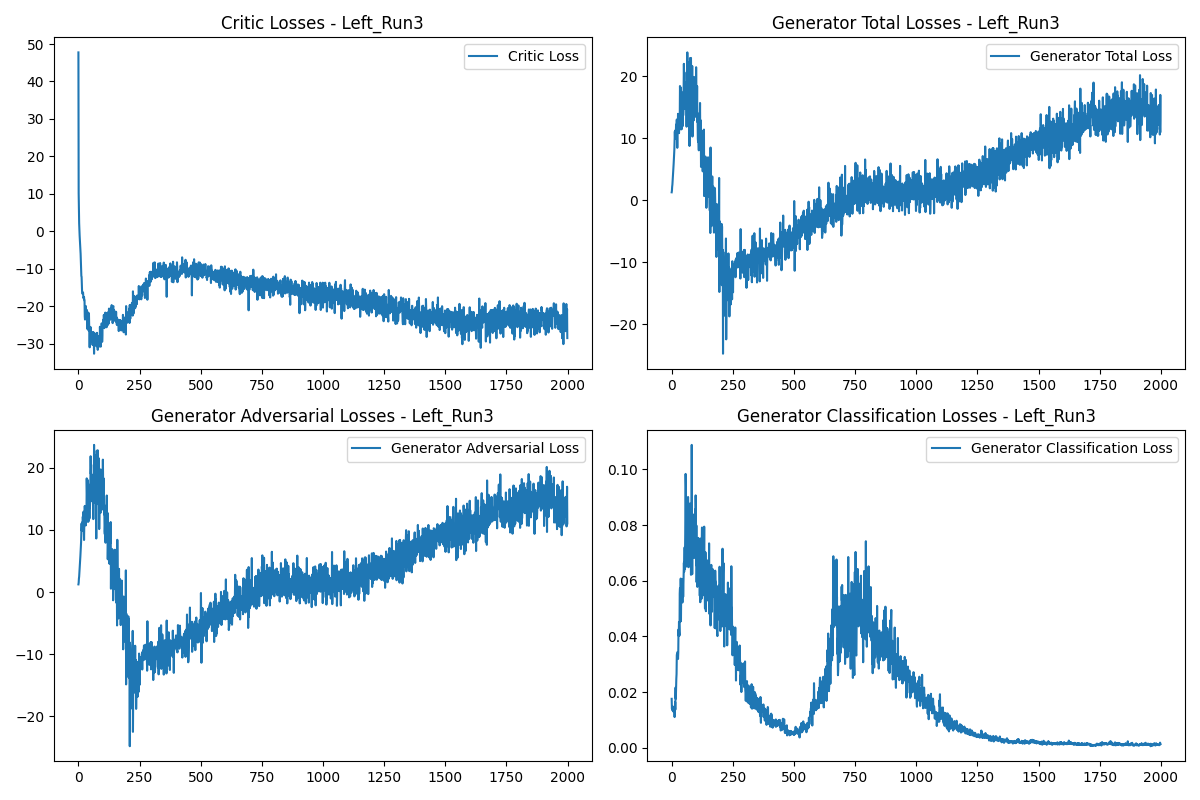 Critic Losses - Left_Run3
Critic Loss
50
40
30
20
10
0
−10
−20
−30
0 250 500 750 1000 1250 1500 1750 2000
Generator Total Losses - Left_Run3
Generator Total Loss
20
10
0
−10
−20
0 250 500 750 1000 1250 1500 1750 2000
Generator Adversarial Losses - Left_Run3
Generator Adversarial Loss
20
10
0
−10
−20
0 250 500 750 1000 1250 1500 1750 2000
Generator Classification Losses - Left_Run3
Generator Classification Loss
0.10
0.08
0.06
0.04
0.02
0.00
0 250 500 750 1000 1250 1500 1750 2000